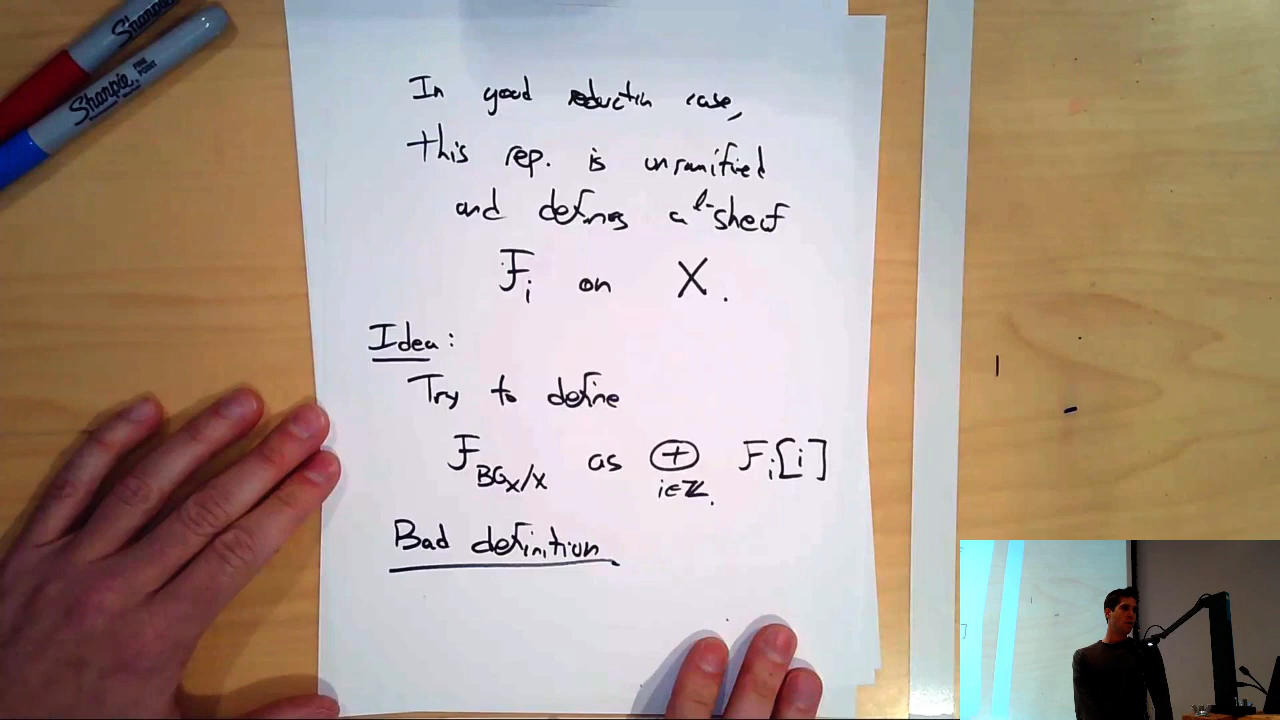 In good reduction case,
this rep. is unramified
and defines a ℓ-sheaf
F_i on X.
Idea:
Try to define
F_{BG_X/X} as ⊕_{i∈ℤ} F_i[i]
Bad definition
Sharpie
Sharpie
FINE POINT